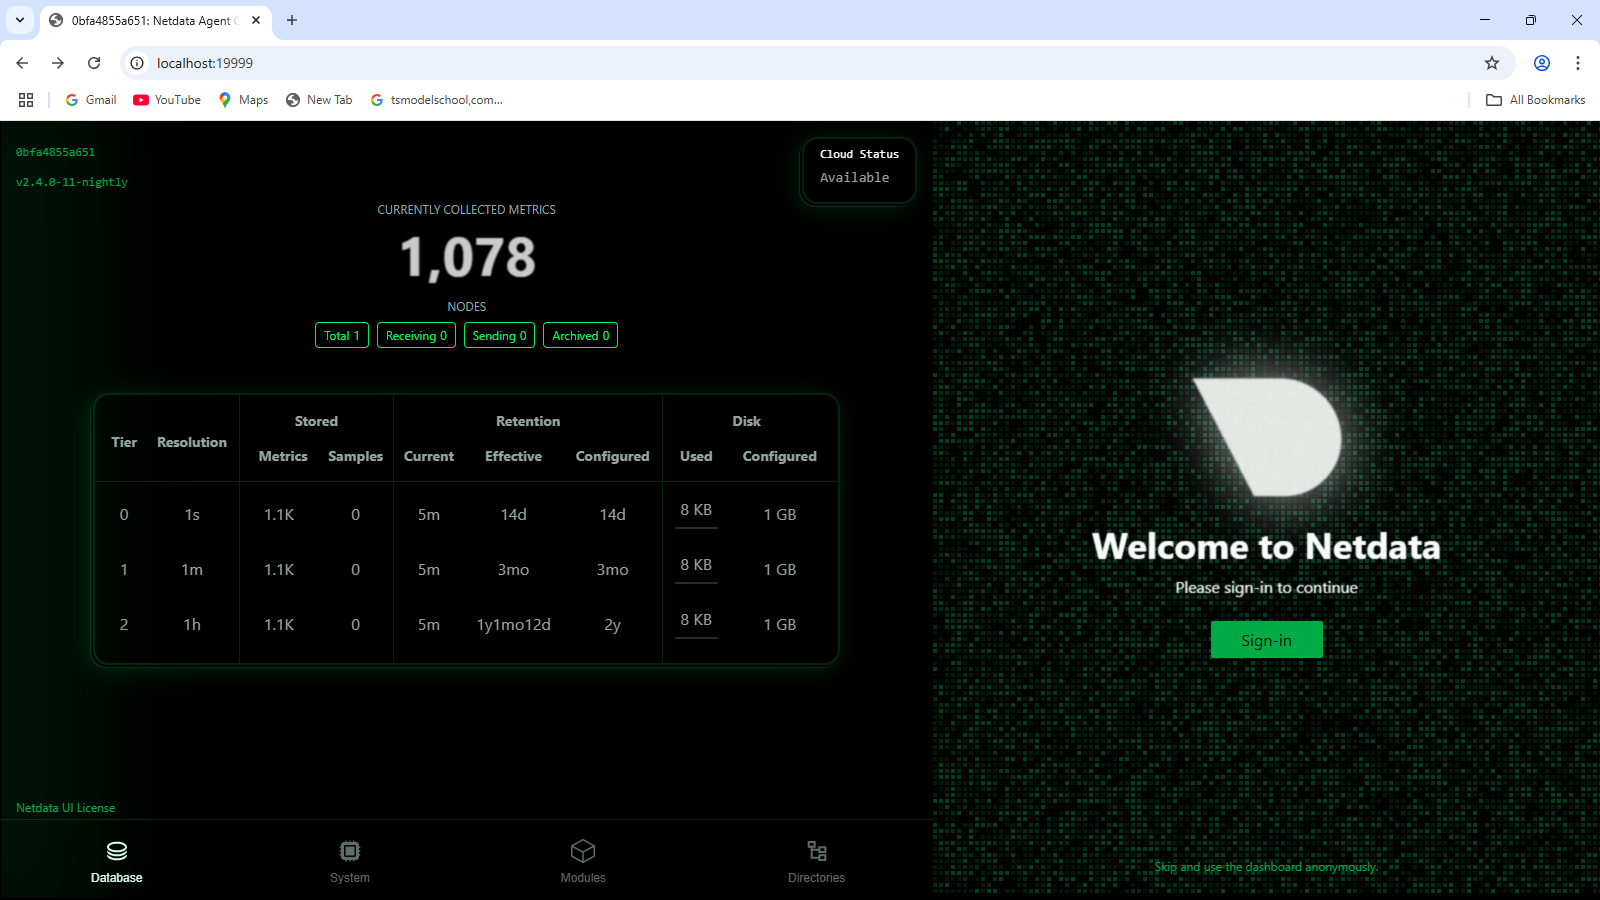 0bfa4855a651: Netdata Agent
localhost:19999
Gmail YouTube Maps New Tab tsmodelschool,com... All Bookmarks
0bfa4855a651
v2.4.0-11-nightly
Cloud Status
Available
CURRENTLY COLLECTED METRICS
1,078
NODES
Total 1 Receiving 0 Sending 0 Archived 0
Stored Retention Disk
Tier Resolution
Metrics Samples Current Effective Configured Used Configured
0 1s 1.1K 0 5m 14d 14d 8 KB 1 GB
1 1m 1.1K 0 5m 3mo 3mo 8 KB 1 GB
2 1h 1.1K 0 5m 1y1mo12d 2y 8 KB 1 GB
Netdata UI License
Database System Modules Directories
Welcome to Netdata
Please sign-in to continue
Sign-in
Skip and use the dashboard anonymously.